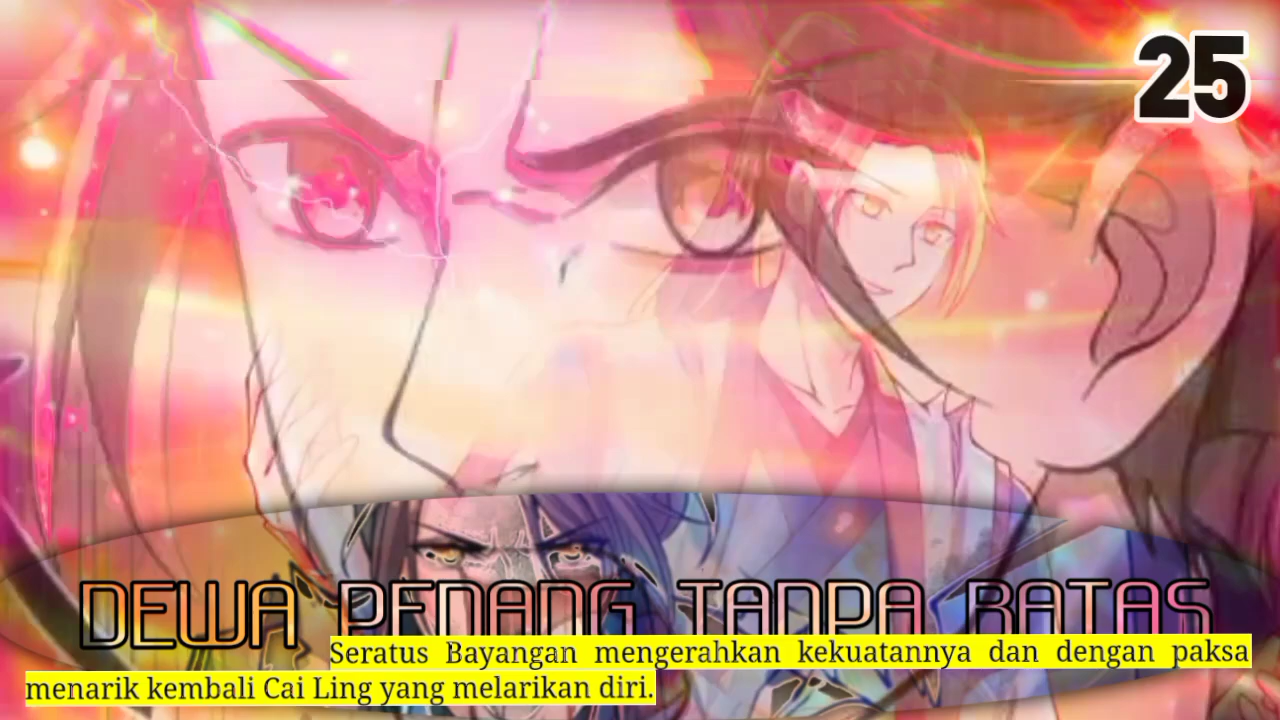 25
DEWA PEDANG TANPA BATAS
Seratus Bayangan mengerahkan kekuatannya dan dengan paksa
menarik kembali Cai Ling yang melarikan diri.